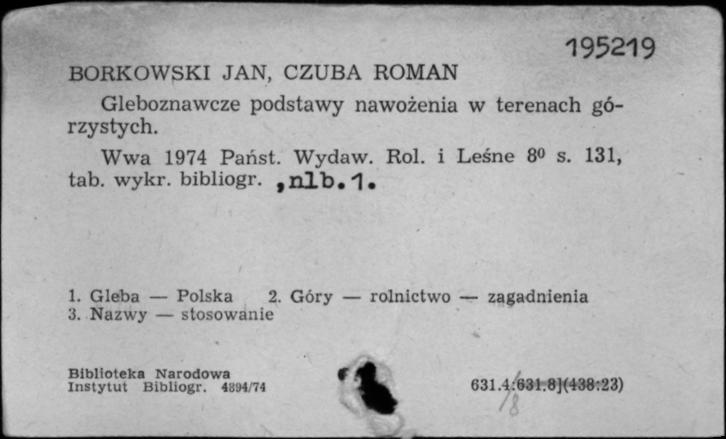 195219
BORKOWSKI JAN, CZUBA ROMAN
Gleboznawcze podstawy nawożenia w terenach gó-
rzystych.
Wwa 1974 Państ. Wydaw. Rol. i Leśne 8⁰ s. 131,
tab. wykr. bibliogr. ,nlb.1.
1. Gleba — Polska 2. Góry — rolnictwo — zagadnienia
3. Nazwy — stosowanie
Biblioteka Narodowa
Instytut Bibliogr. 4894/74
631.4:631.8](438:23)
/8